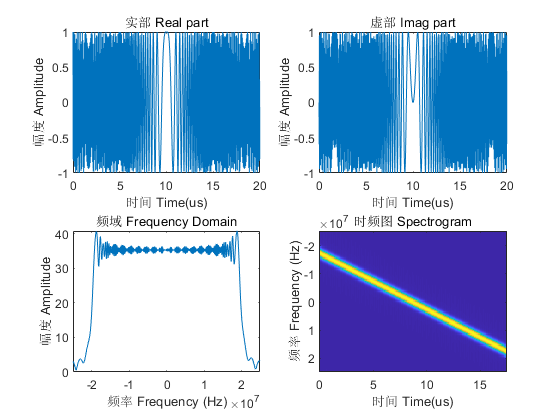 实部 Real part
幅度 Amplitude
1
0.5
0
-0.5
-1
0 5 10 15 20
时间 Time(us)
虚部 Imag part
幅度 Amplitude
1
0.5
0
-0.5
-1
0 5 10 15 20
时间 Time(us)
频域 Frequency Domain
幅度 Amplitude
40
30
20
10
0
-2 -1 0 1 2
频率 Frequency (Hz) ×10⁷
×10⁷ 时频图 Spectrogram
频率 Frequency (Hz)
-2
-1
0
1
2
0 5 10 15
时间 Time(us)